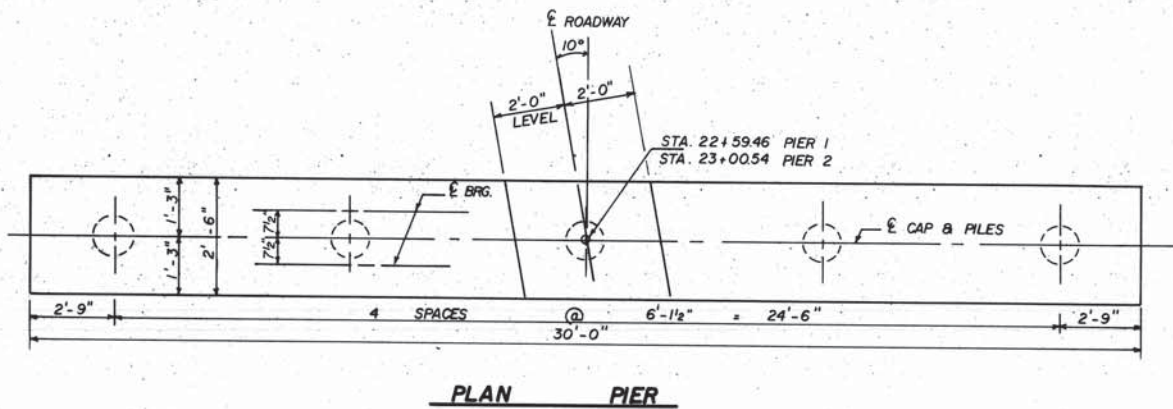 ℄ ROADWAY
10°
2'-0"
2'-0"
LEVEL
STA. 22+59.46 PIER 1
STA. 23+00.54 PIER 2
1'-3"
1'-3"
2'-6"
7½"
7½"
℄ BRG.
℄ CAP & PILES
2'-9"
4 SPACES @ 6'-1½" = 24'-6"
2'-9"
30'-0"
PLAN PIER